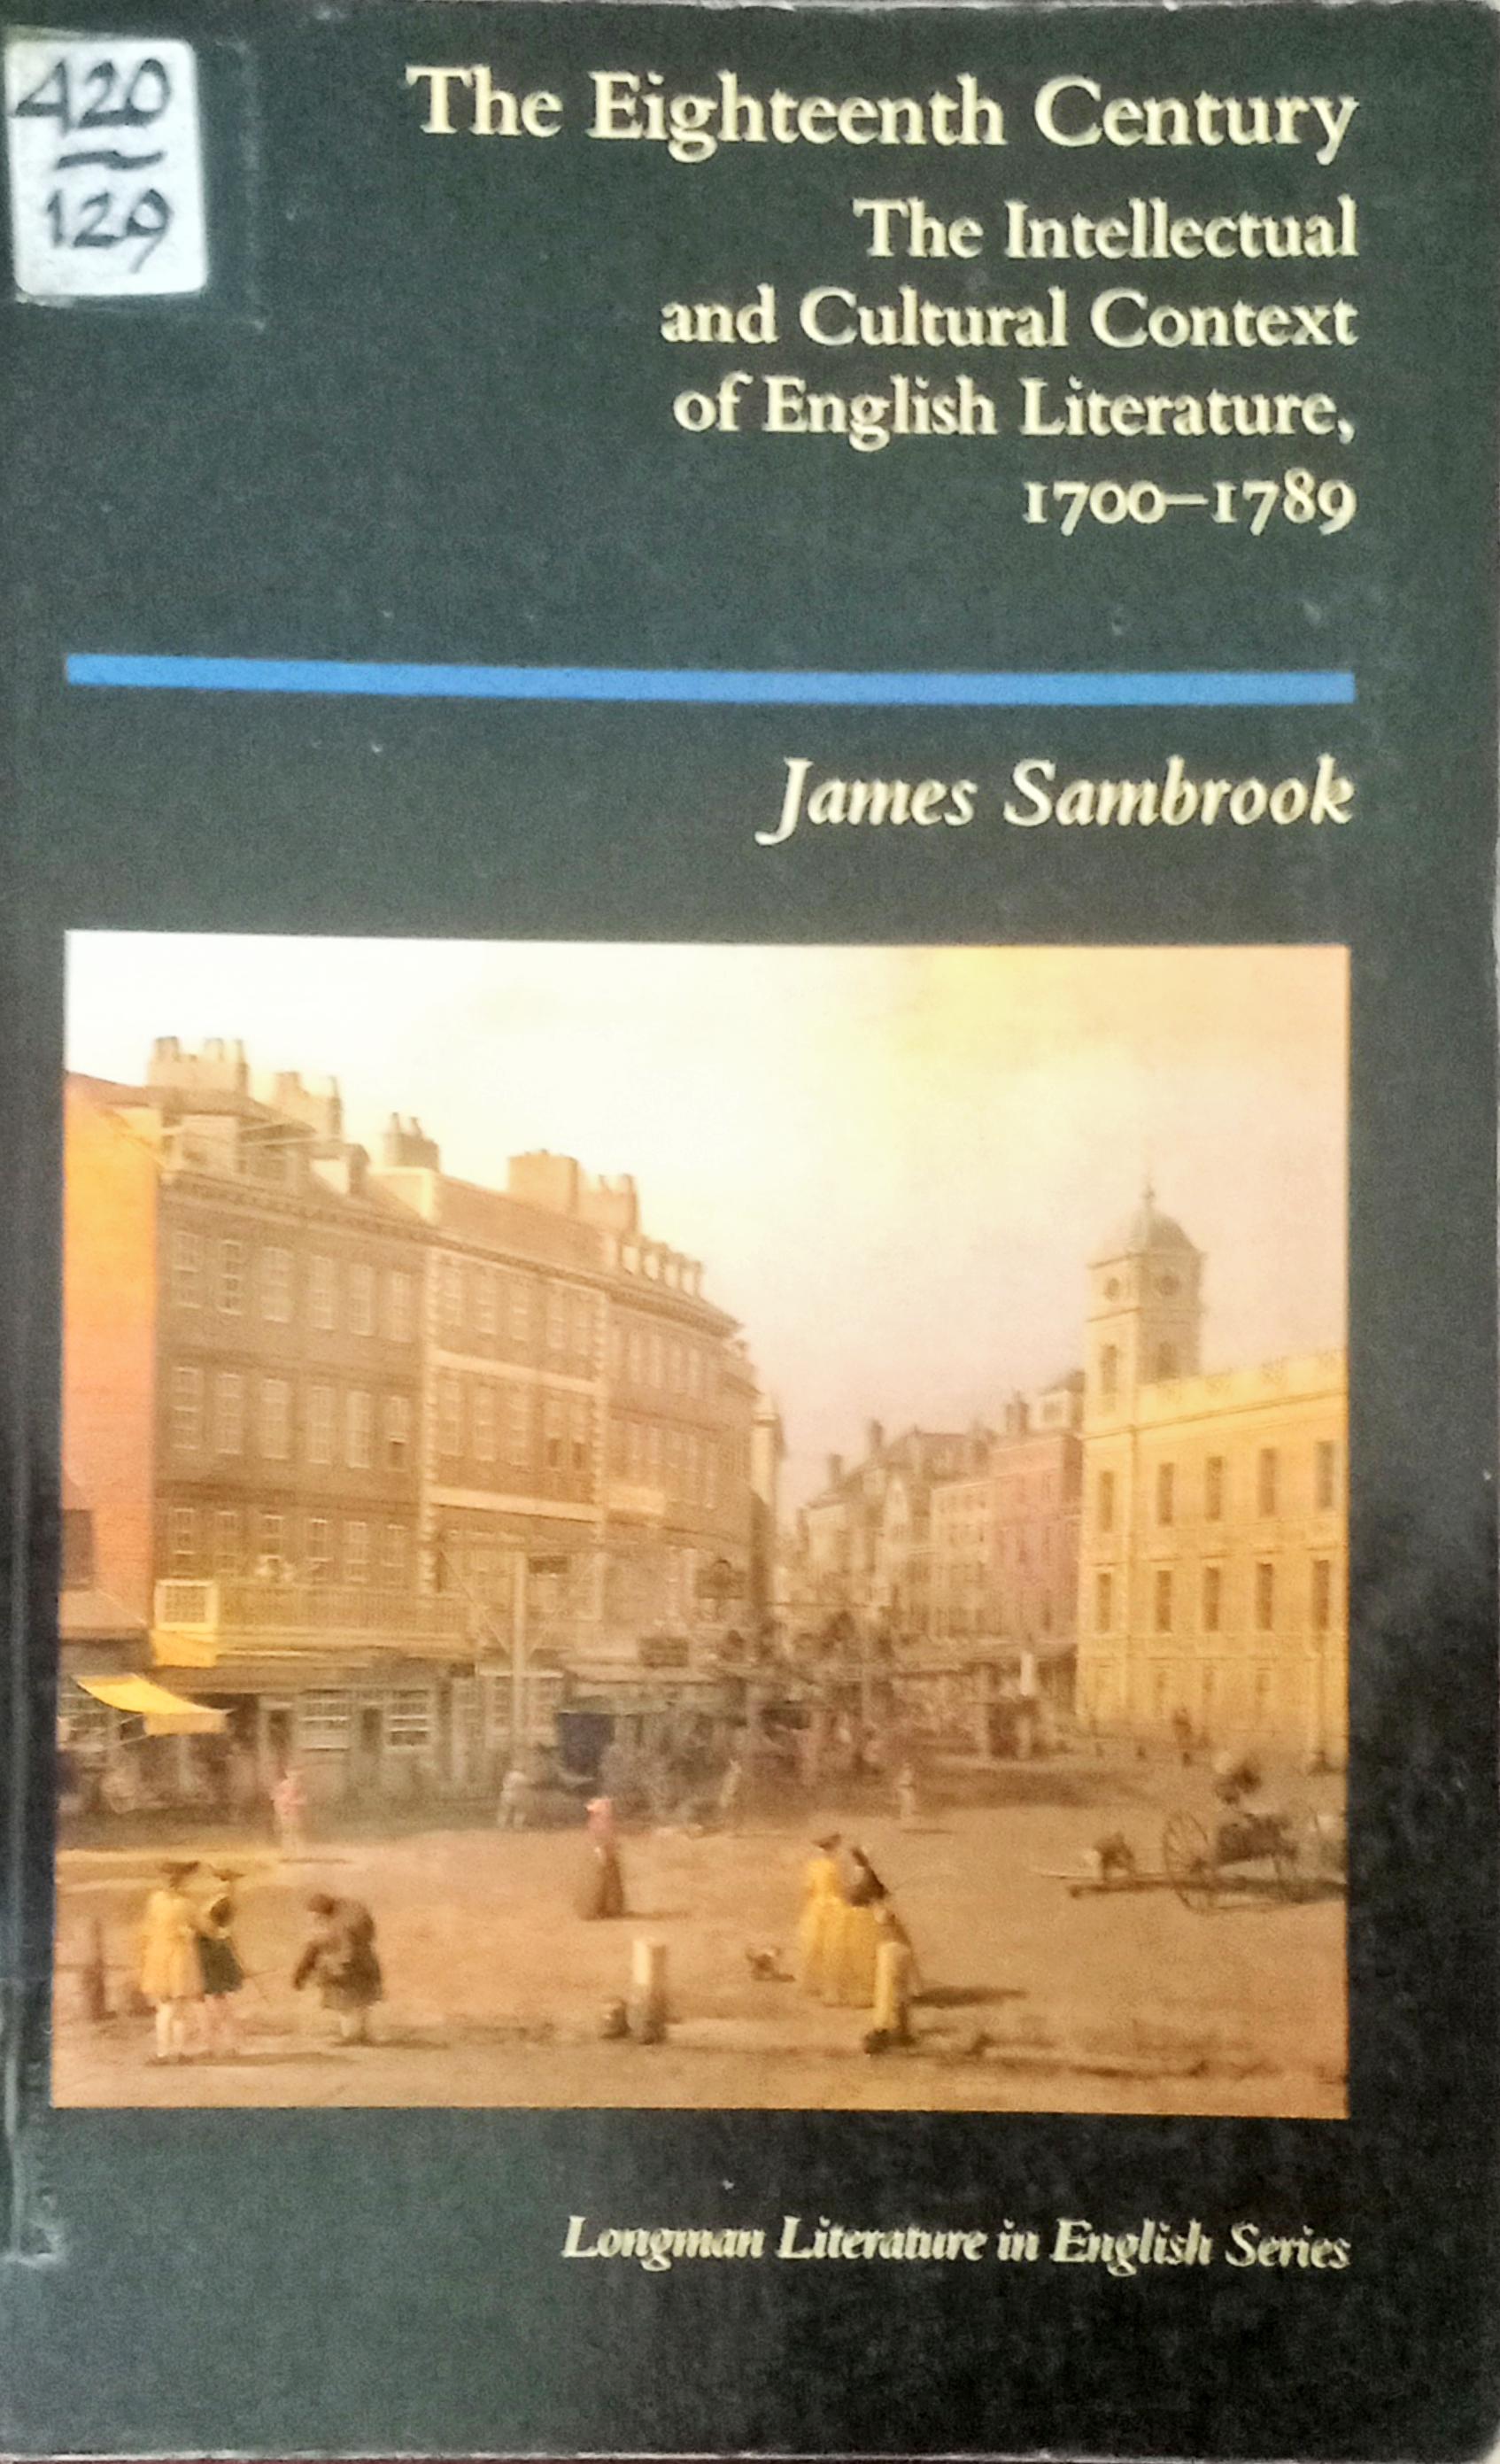 420
129
The Eighteenth Century
The Intellectual
and Cultural Context
of English Literature,
1700–1789
James Sambrook
Longman Literature in English Series